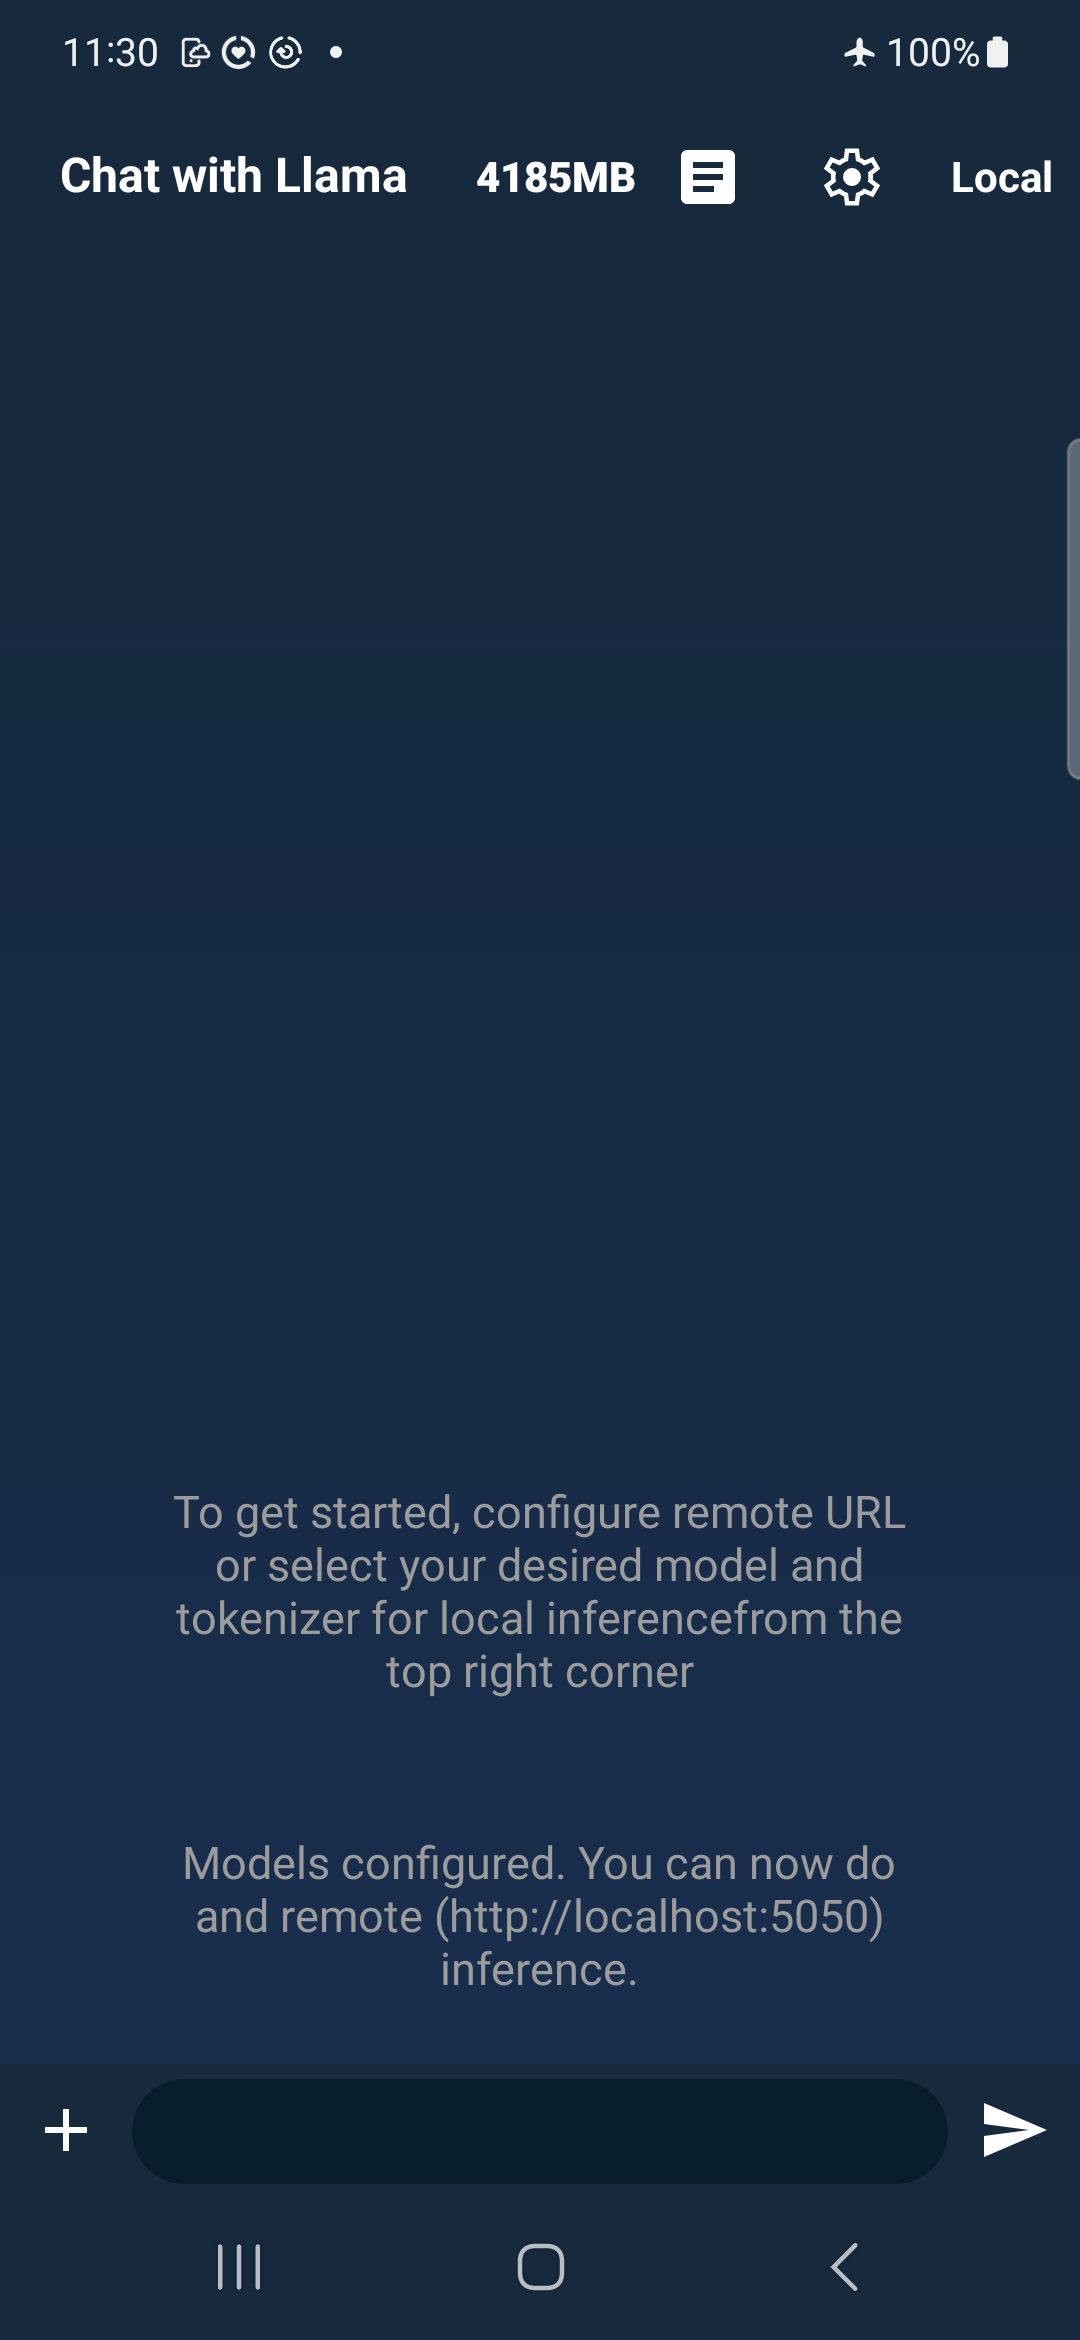 11:30 100%
Chat with Llama 4185MB Local
To get started, configure remote URL
or select your desired model and
tokenizer for local inferencefrom the
top right corner
Models configured. You can now do
and remote (http://localhost:5050)
inference.